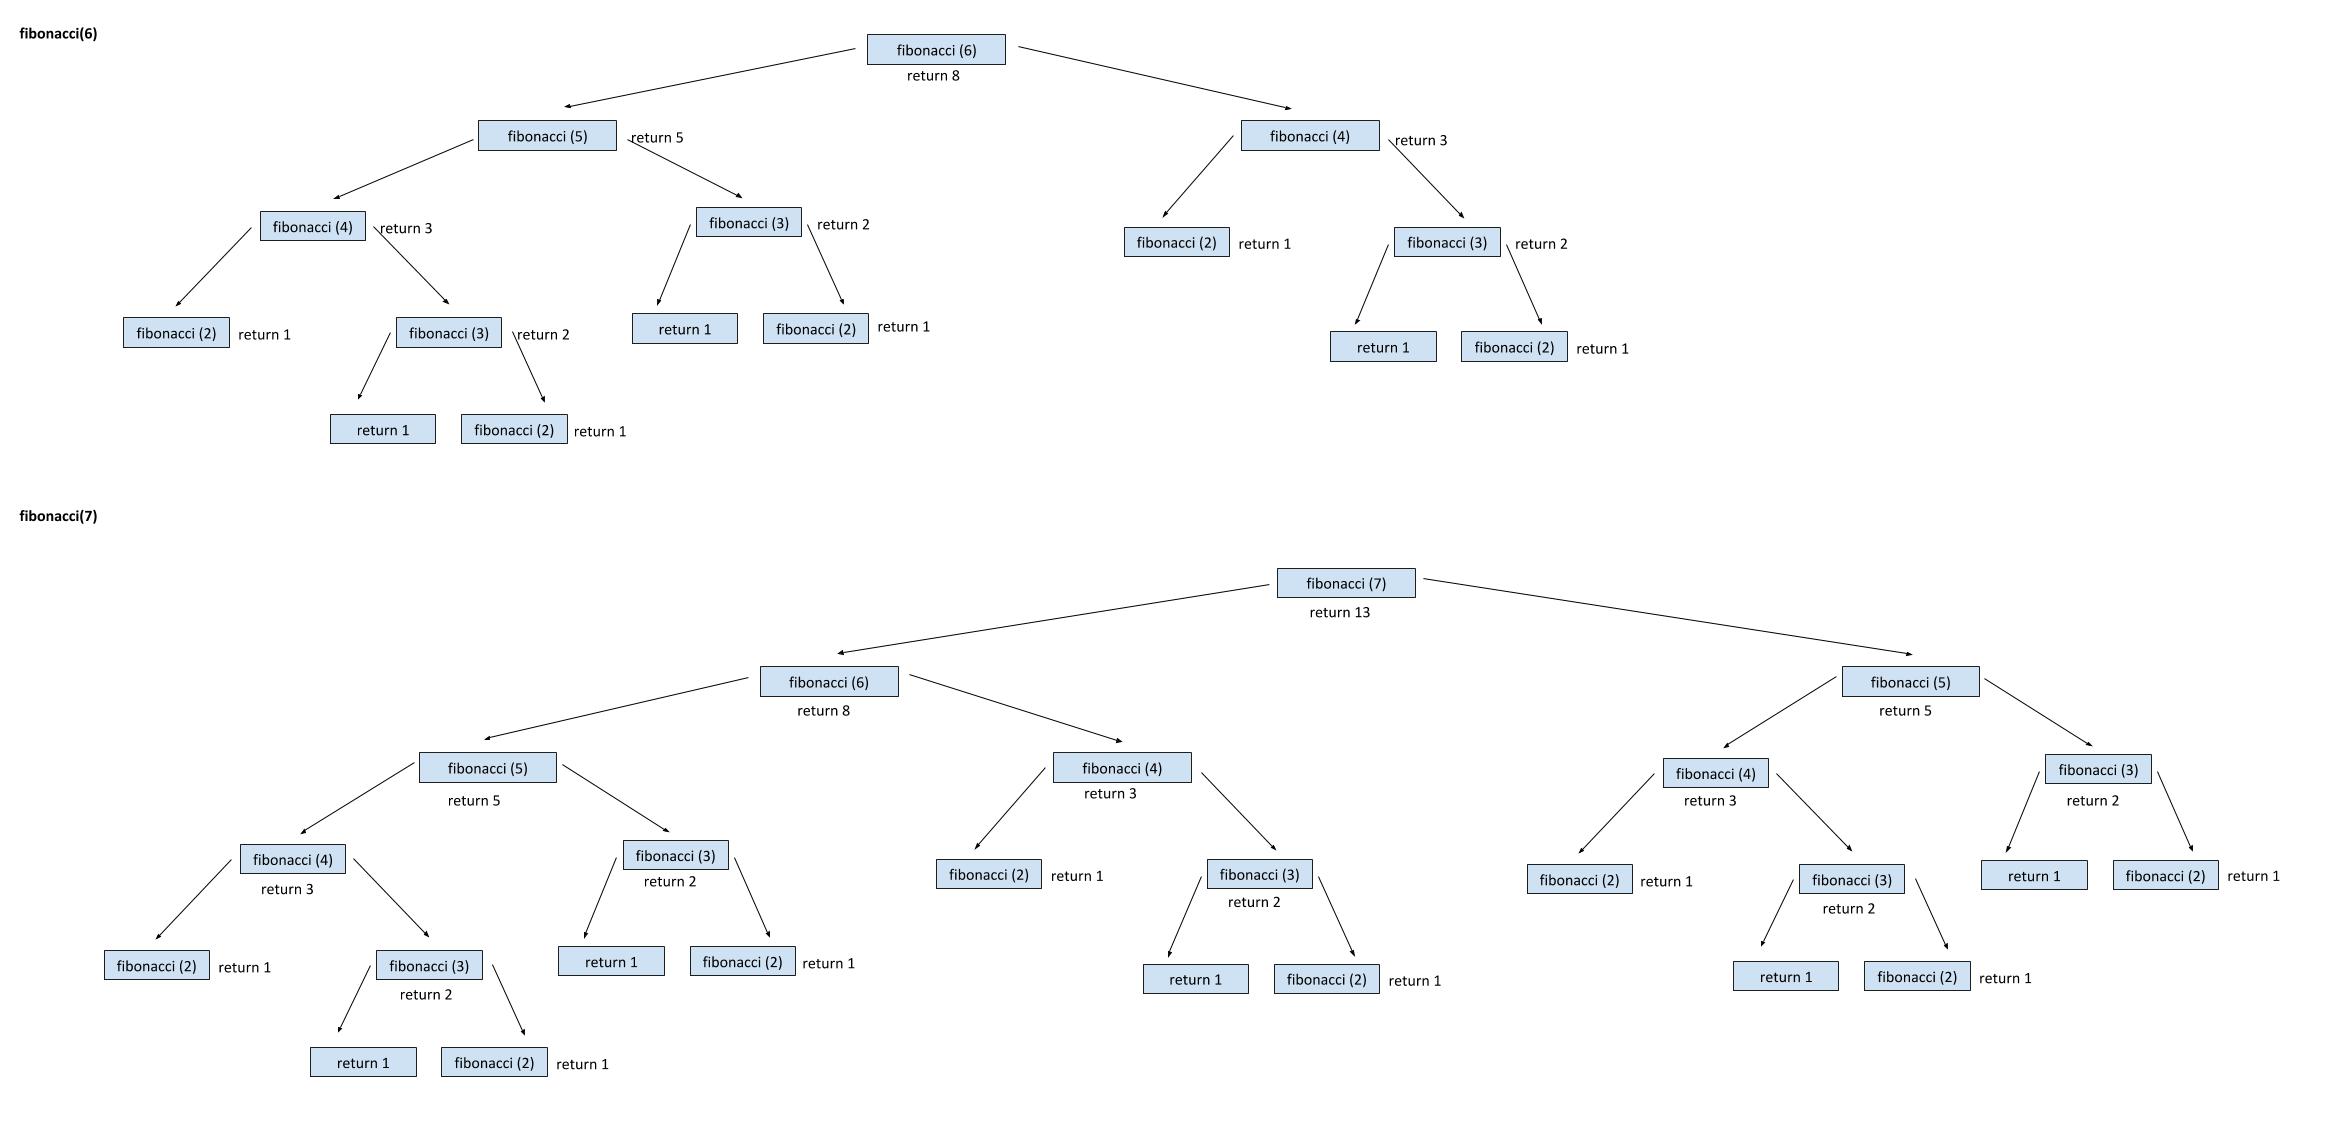 fibonacci(6)
fibonacci (6)
return 8
fibonacci (5)
return 5
fibonacci (4)
return 3
fibonacci (4)
return 3
fibonacci (3)
return 2
fibonacci (2)
return 1
fibonacci (3)
return 2
fibonacci (2)
return 1
fibonacci (3)
return 2
return 1
fibonacci (2)
return 1
return 1
fibonacci (2)
return 1
return 1
fibonacci (2)
return 1
fibonacci(7)
fibonacci (7)
return 13
fibonacci (6)
return 8
fibonacci (5)
return 5
fibonacci (5)
return 5
fibonacci (4)
return 3
fibonacci (4)
return 3
fibonacci (3)
return 2
fibonacci (4)
return 3
fibonacci (3)
return 2
fibonacci (2)
return 1
fibonacci (3)
return 2
fibonacci (2)
return 1
fibonacci (3)
return 2
return 1
fibonacci (2)
return 1
fibonacci (2)
return 1
fibonacci (3)
return 2
return 1
fibonacci (2)
return 1
return 1
fibonacci (2)
return 1
return 1
fibonacci (2)
return 1
return 1
fibonacci (2)
return 1